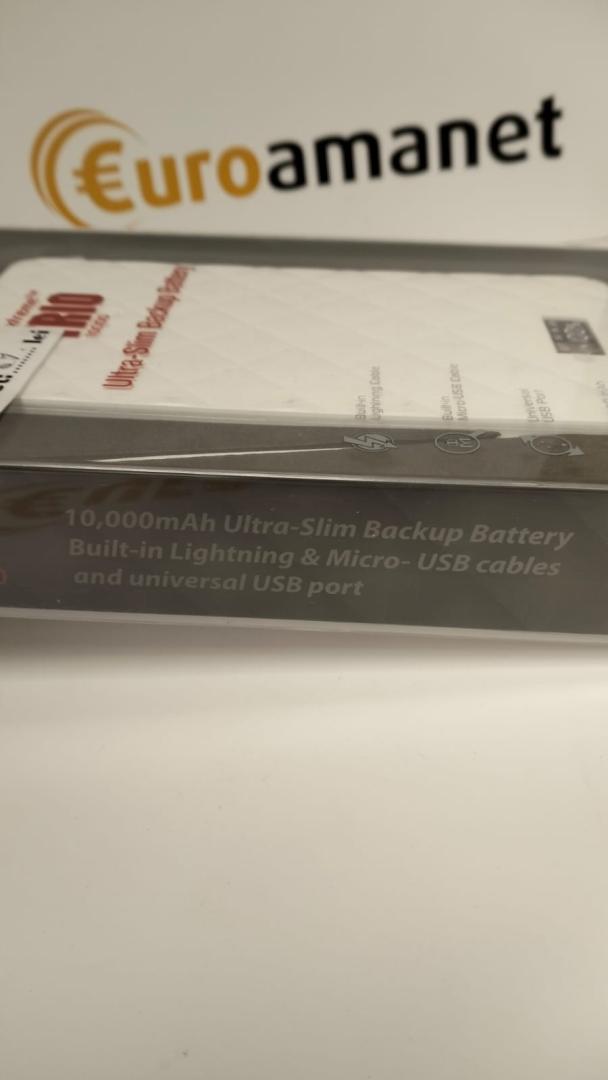 €uroamanet
lei
Ultra-Slim Backup Battery
Built-in
Lightning Cable
Built-in
Micro-USB Cable
Universal
USB Port
10,000mAh Ultra-Slim Backup Battery
Built-in Lightning & Micro- USB cables
and universal USB port